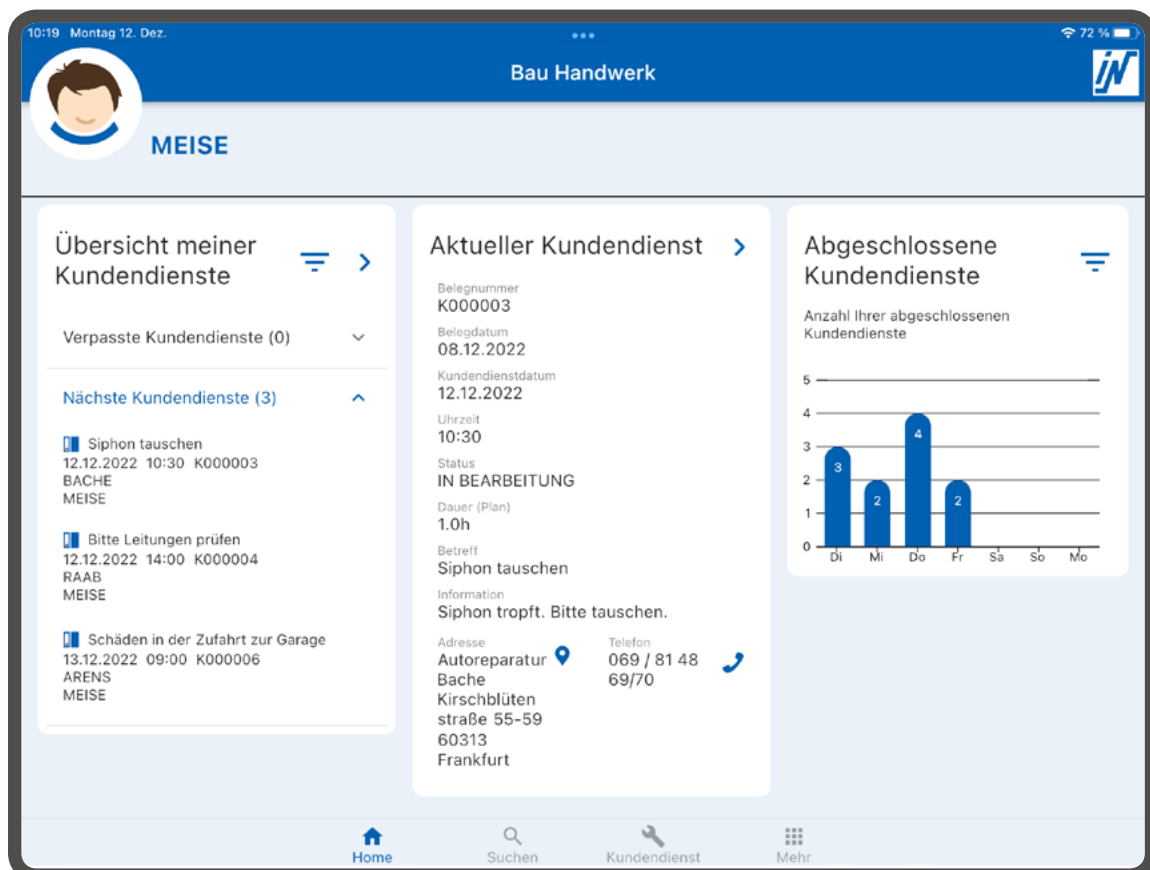 10:19 Montag 12. Dez.
72 %
Bau Handwerk
iN
MEISE
Übersicht meiner
Kundendienste
Verpasste Kundendienste (0)
Nächste Kundendienste (3)
Siphon tauschen
12.12.2022 10:30 K000003
BACHE
MEISE
Bitte Leitungen prüfen
12.12.2022 14:00 K000004
RAAB
MEISE
Schäden in der Zufahrt zur Garage
13.12.2022 09:00 K000006
ARENS
MEISE
Aktueller Kundendienst
Belegnummer
K000003
Belegdatum
08.12.2022
Kundendienstdatum
12.12.2022
Uhrzeit
10:30
Status
IN BEARBEITUNG
Dauer (Plan)
1.0h
Betreff
Siphon tauschen
Information
Siphon tropft. Bitte tauschen.
Adresse
Autoreparatur
Bache
Kirschblüten
straße 55-59
60313
Frankfurt
Telefon
069 / 81 48
69/70
Abgeschlossene
Kundendienste
Anzahl Ihrer abgeschlossenen
Kundendienste
5
4
3
2
1
0
3
2
4
2
Di Mi Do Fr Sa So Mo
Home Suchen Kundendienst Mehr